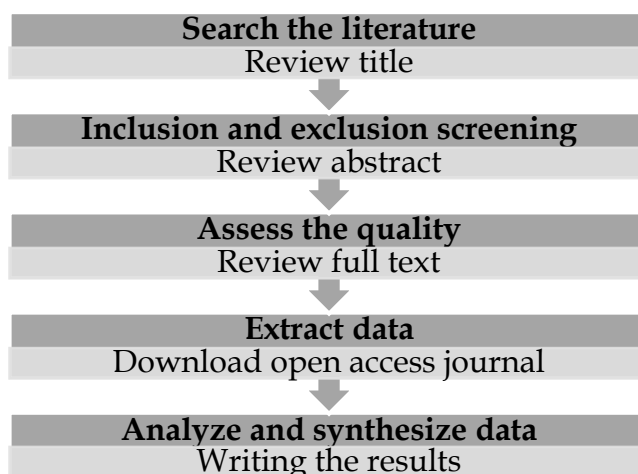 Search the literature
Review title
Inclusion and exclusion screening
Review abstract
Assess the quality
Review full text
Extract data
Download open access journal
Analyze and synthesize data
Writing the results